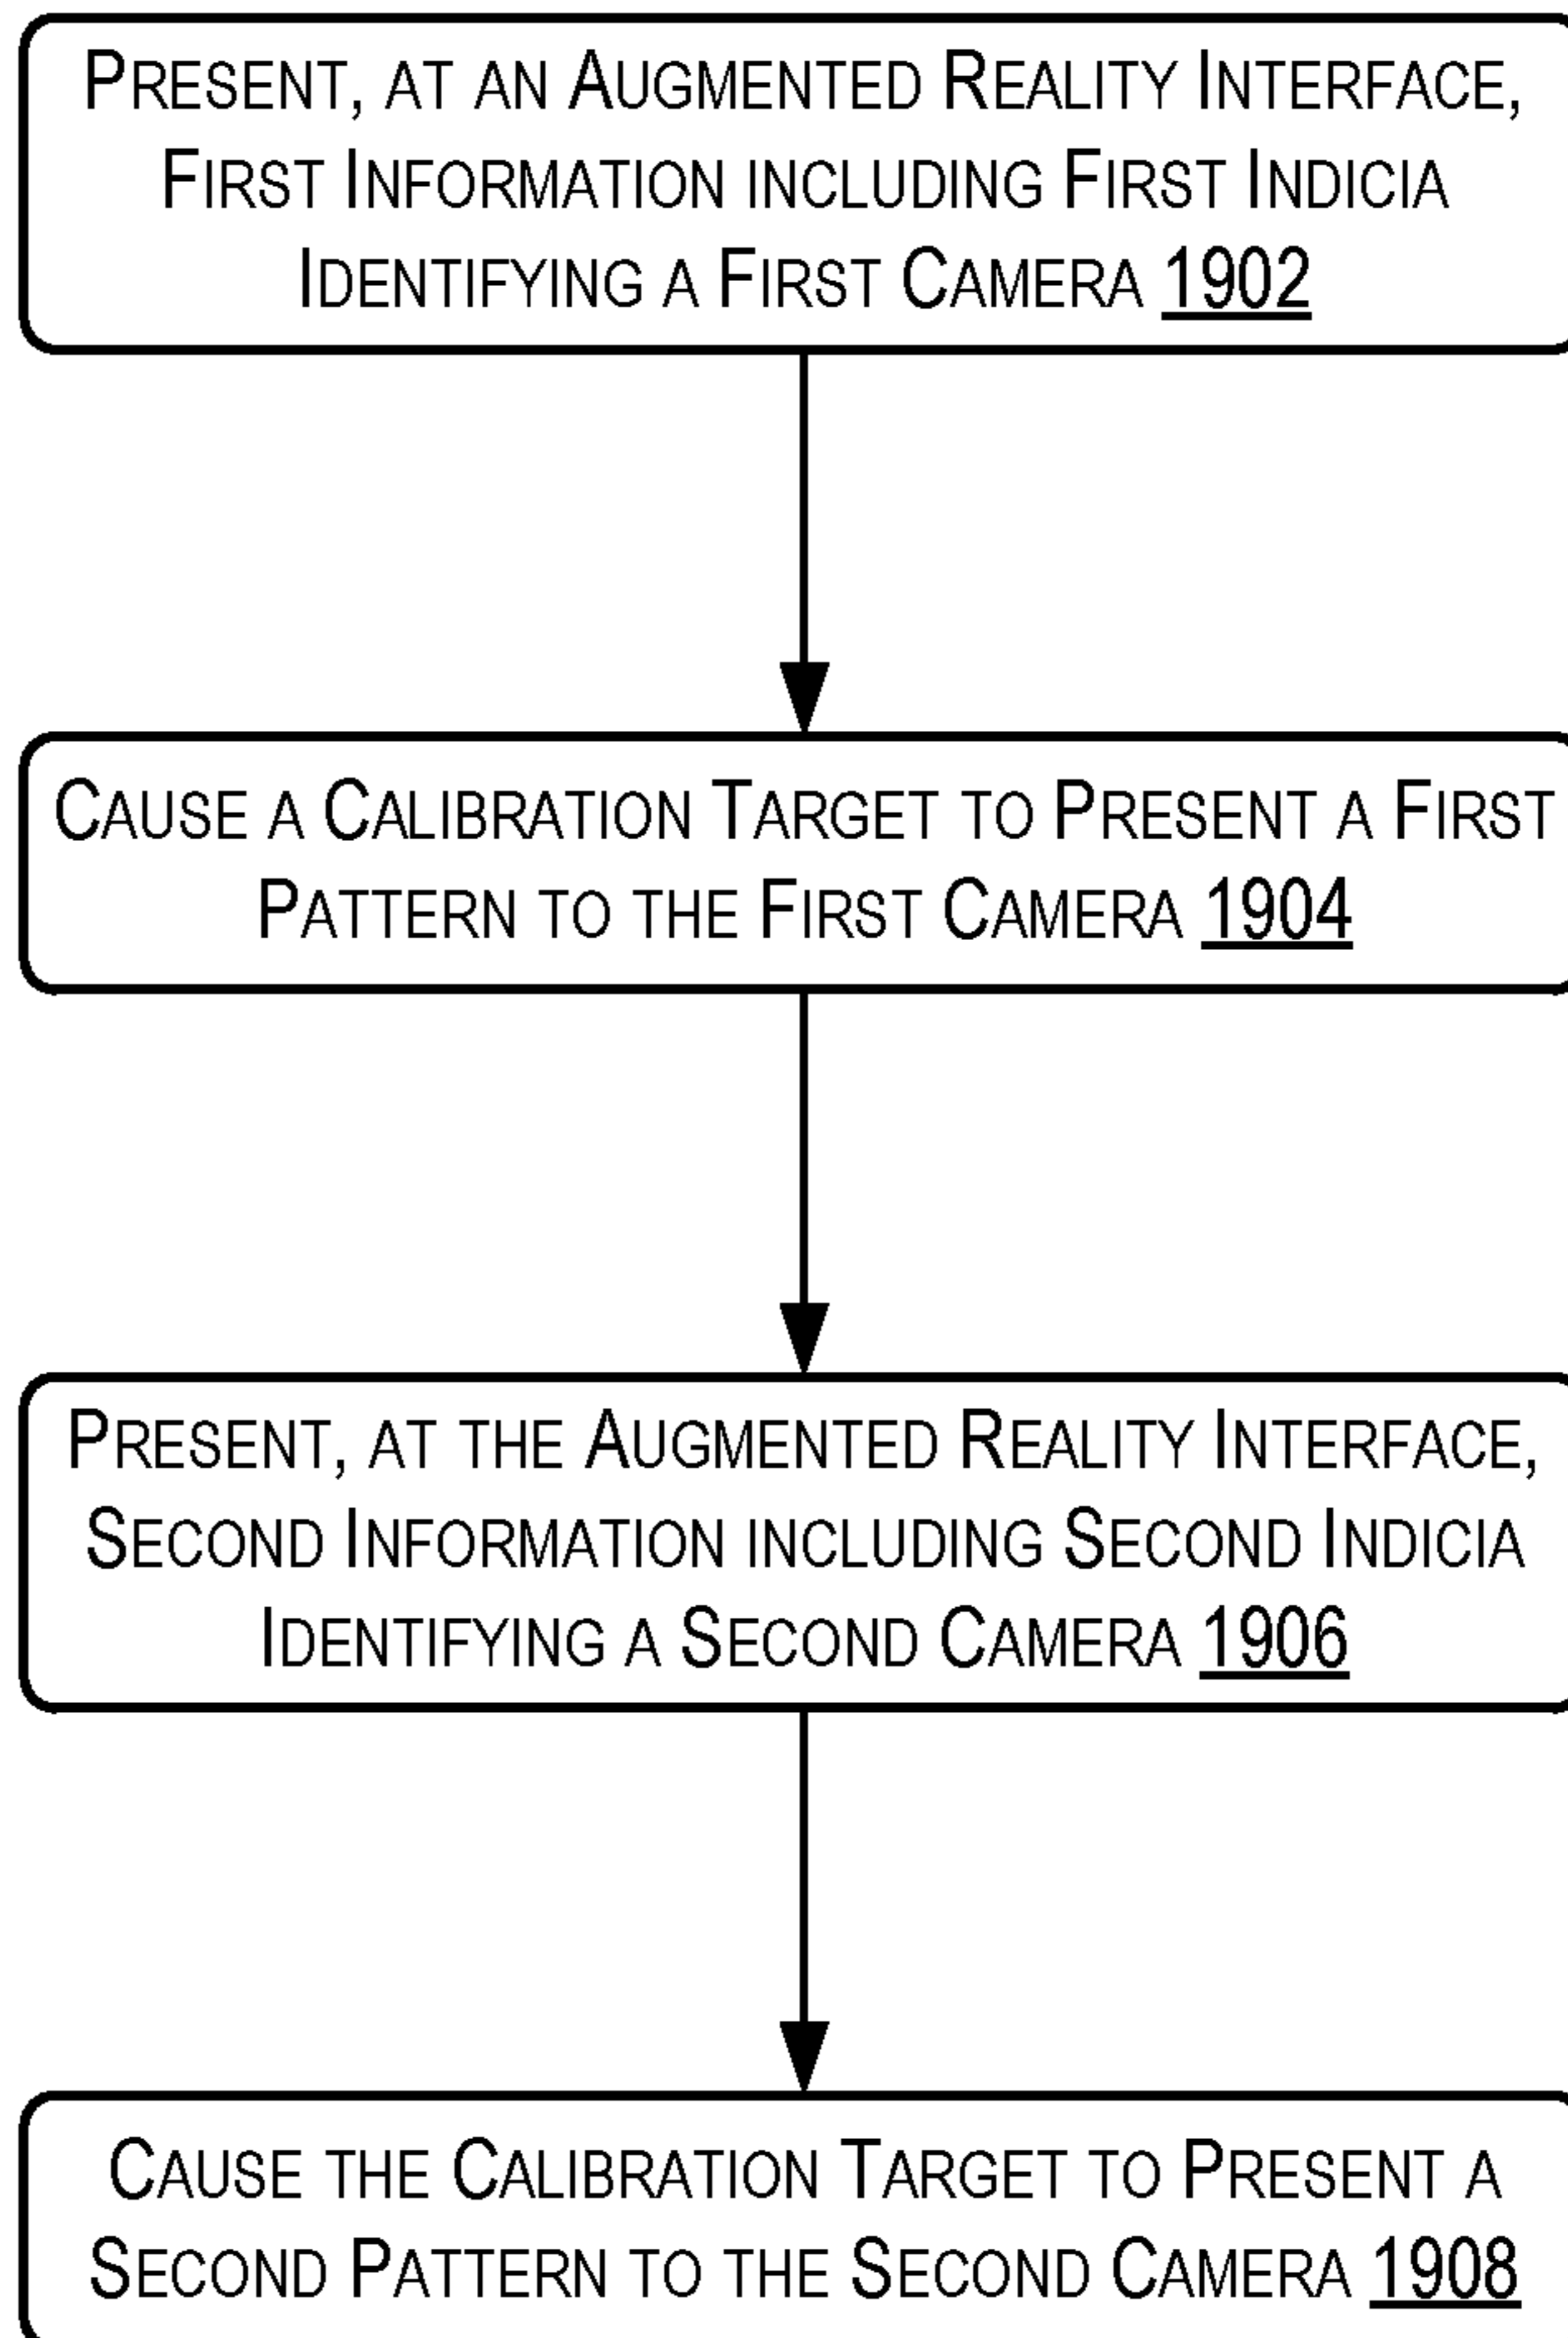 Present, at an Augmented Reality Interface,
First Information including First Indicia
Identifying a First Camera 1902
Cause a Calibration Target to Present a First
Pattern to the First Camera 1904
Present, at the Augmented Reality Interface,
Second Information including Second Indicia
Identifying a Second Camera 1906
Cause the Calibration Target to Present a
Second Pattern to the Second Camera 1908